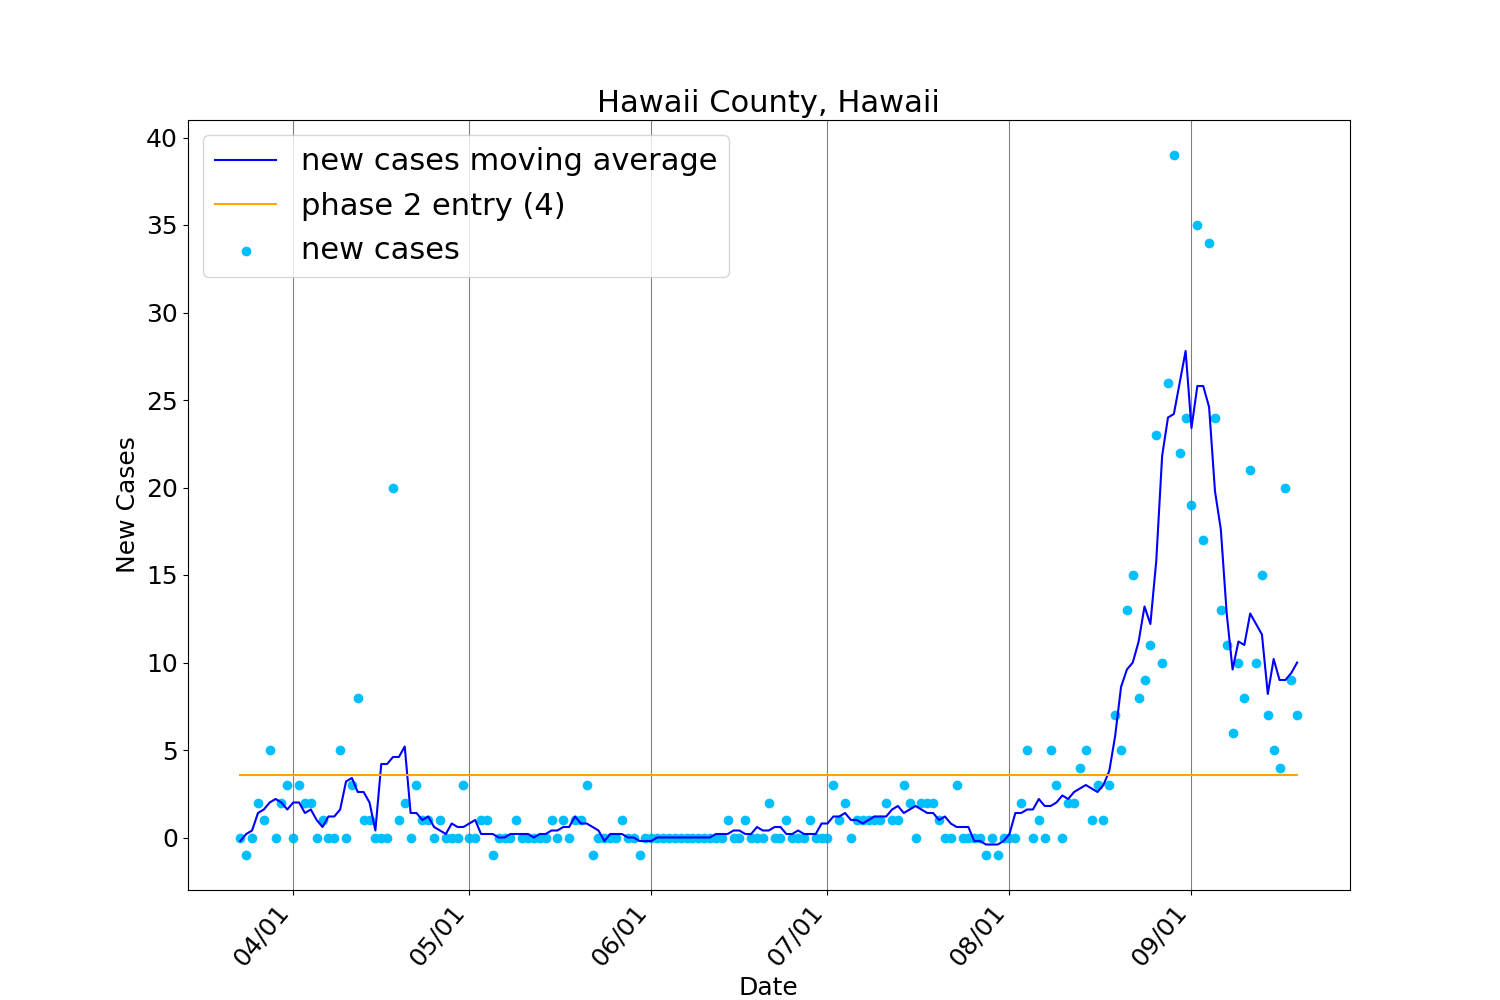 Hawaii County, Hawaii
new cases moving average
phase 2 entry (4)
new cases
New Cases
40
35
30
25
20
15
10
5
0
04/01
05/01
06/01
07/01
08/01
09/01
Date